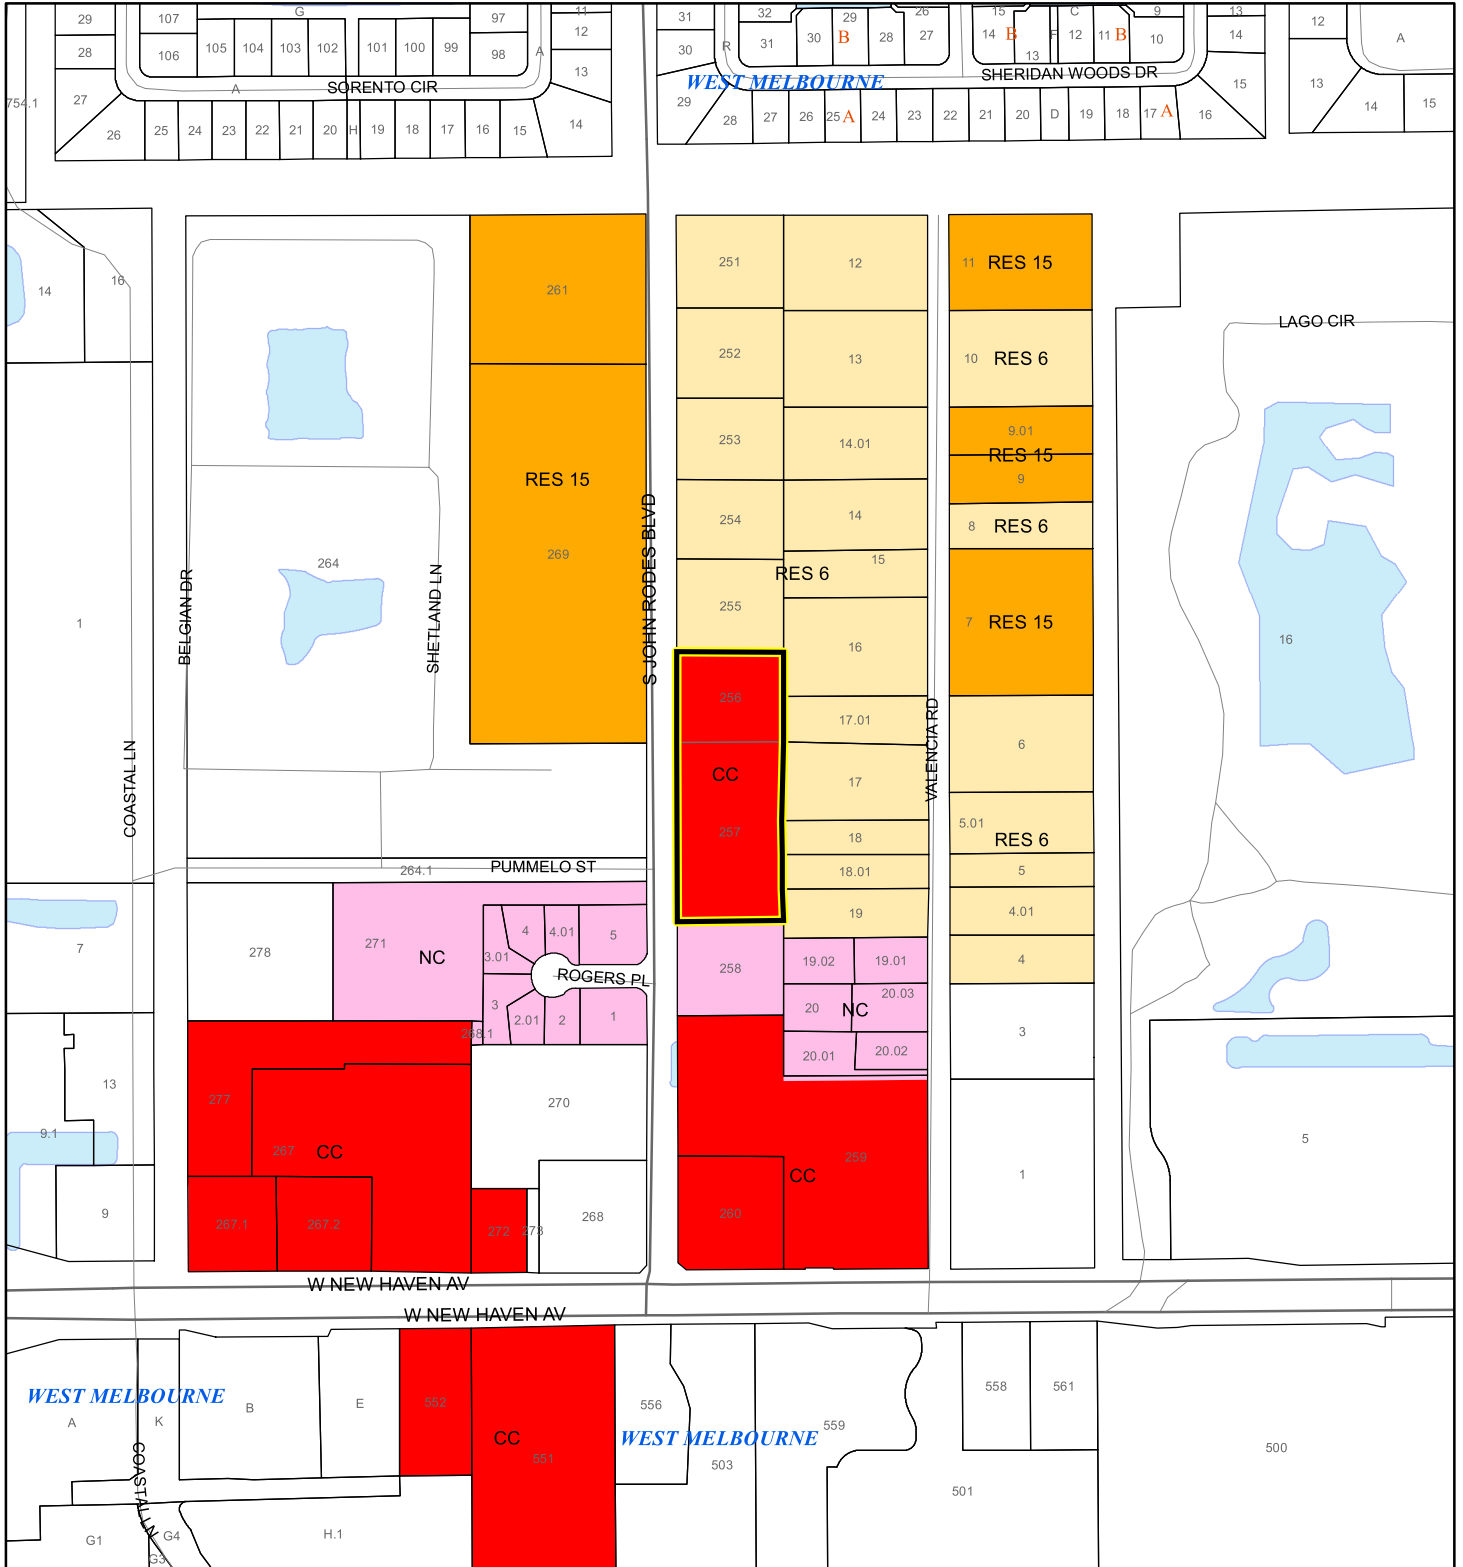 29
107
G
97
11
12
28
106
105
104
103
102
101
100
99
98
A
13
754.1
27
A
SORENTO CIR
26
25
24
23
22
21
20
H
19
18
17
16
15
14
31
32
29
26
15
C
9
13
12
A
30
R
31
30
B
28
27
14
B
13
F
12
11
B
10
14
WEST MELBOURNE
SHERIDAN WOODS DR
15
13
14
15
29
28
27
26
25
A
24
23
22
21
20
D
19
18
17
A
16
14
16
261
251
12
11
RES 15
252
13
10
RES 6
LAGO CIR
253
14.01
9.01
RES 15
9
RES 15
269
254
14
8
RES 6
S JOHN RODES BLVD
15
RES 6
255
264
1
BELGIAN DR
SHETLAND LN
7
RES 15
16
16
256
17.01
6
VALENCIA RD
COASTAL LN
CC
17
257
18
5.01
RES 6
264.1
PUMMELO ST
18.01
5
19
4.01
7
278
271
NC
4
4.01
5
3.01
ROGERS PL
258
19.02
19.01
4
3
2.01
2
1
268.1
20
20.03
NC
3
13
9.1
277
270
20.01
20.02
5
267
CC
259
CC
1
9
267.1
267.2
272
273
268
260
W NEW HAVEN AV
W NEW HAVEN AV
WEST MELBOURNE
A
K
B
E
552
CC
551
556
WEST MELBOURNE
503
559
558
561
500
501
COASTAL LN
G1
G4
G3
H.1